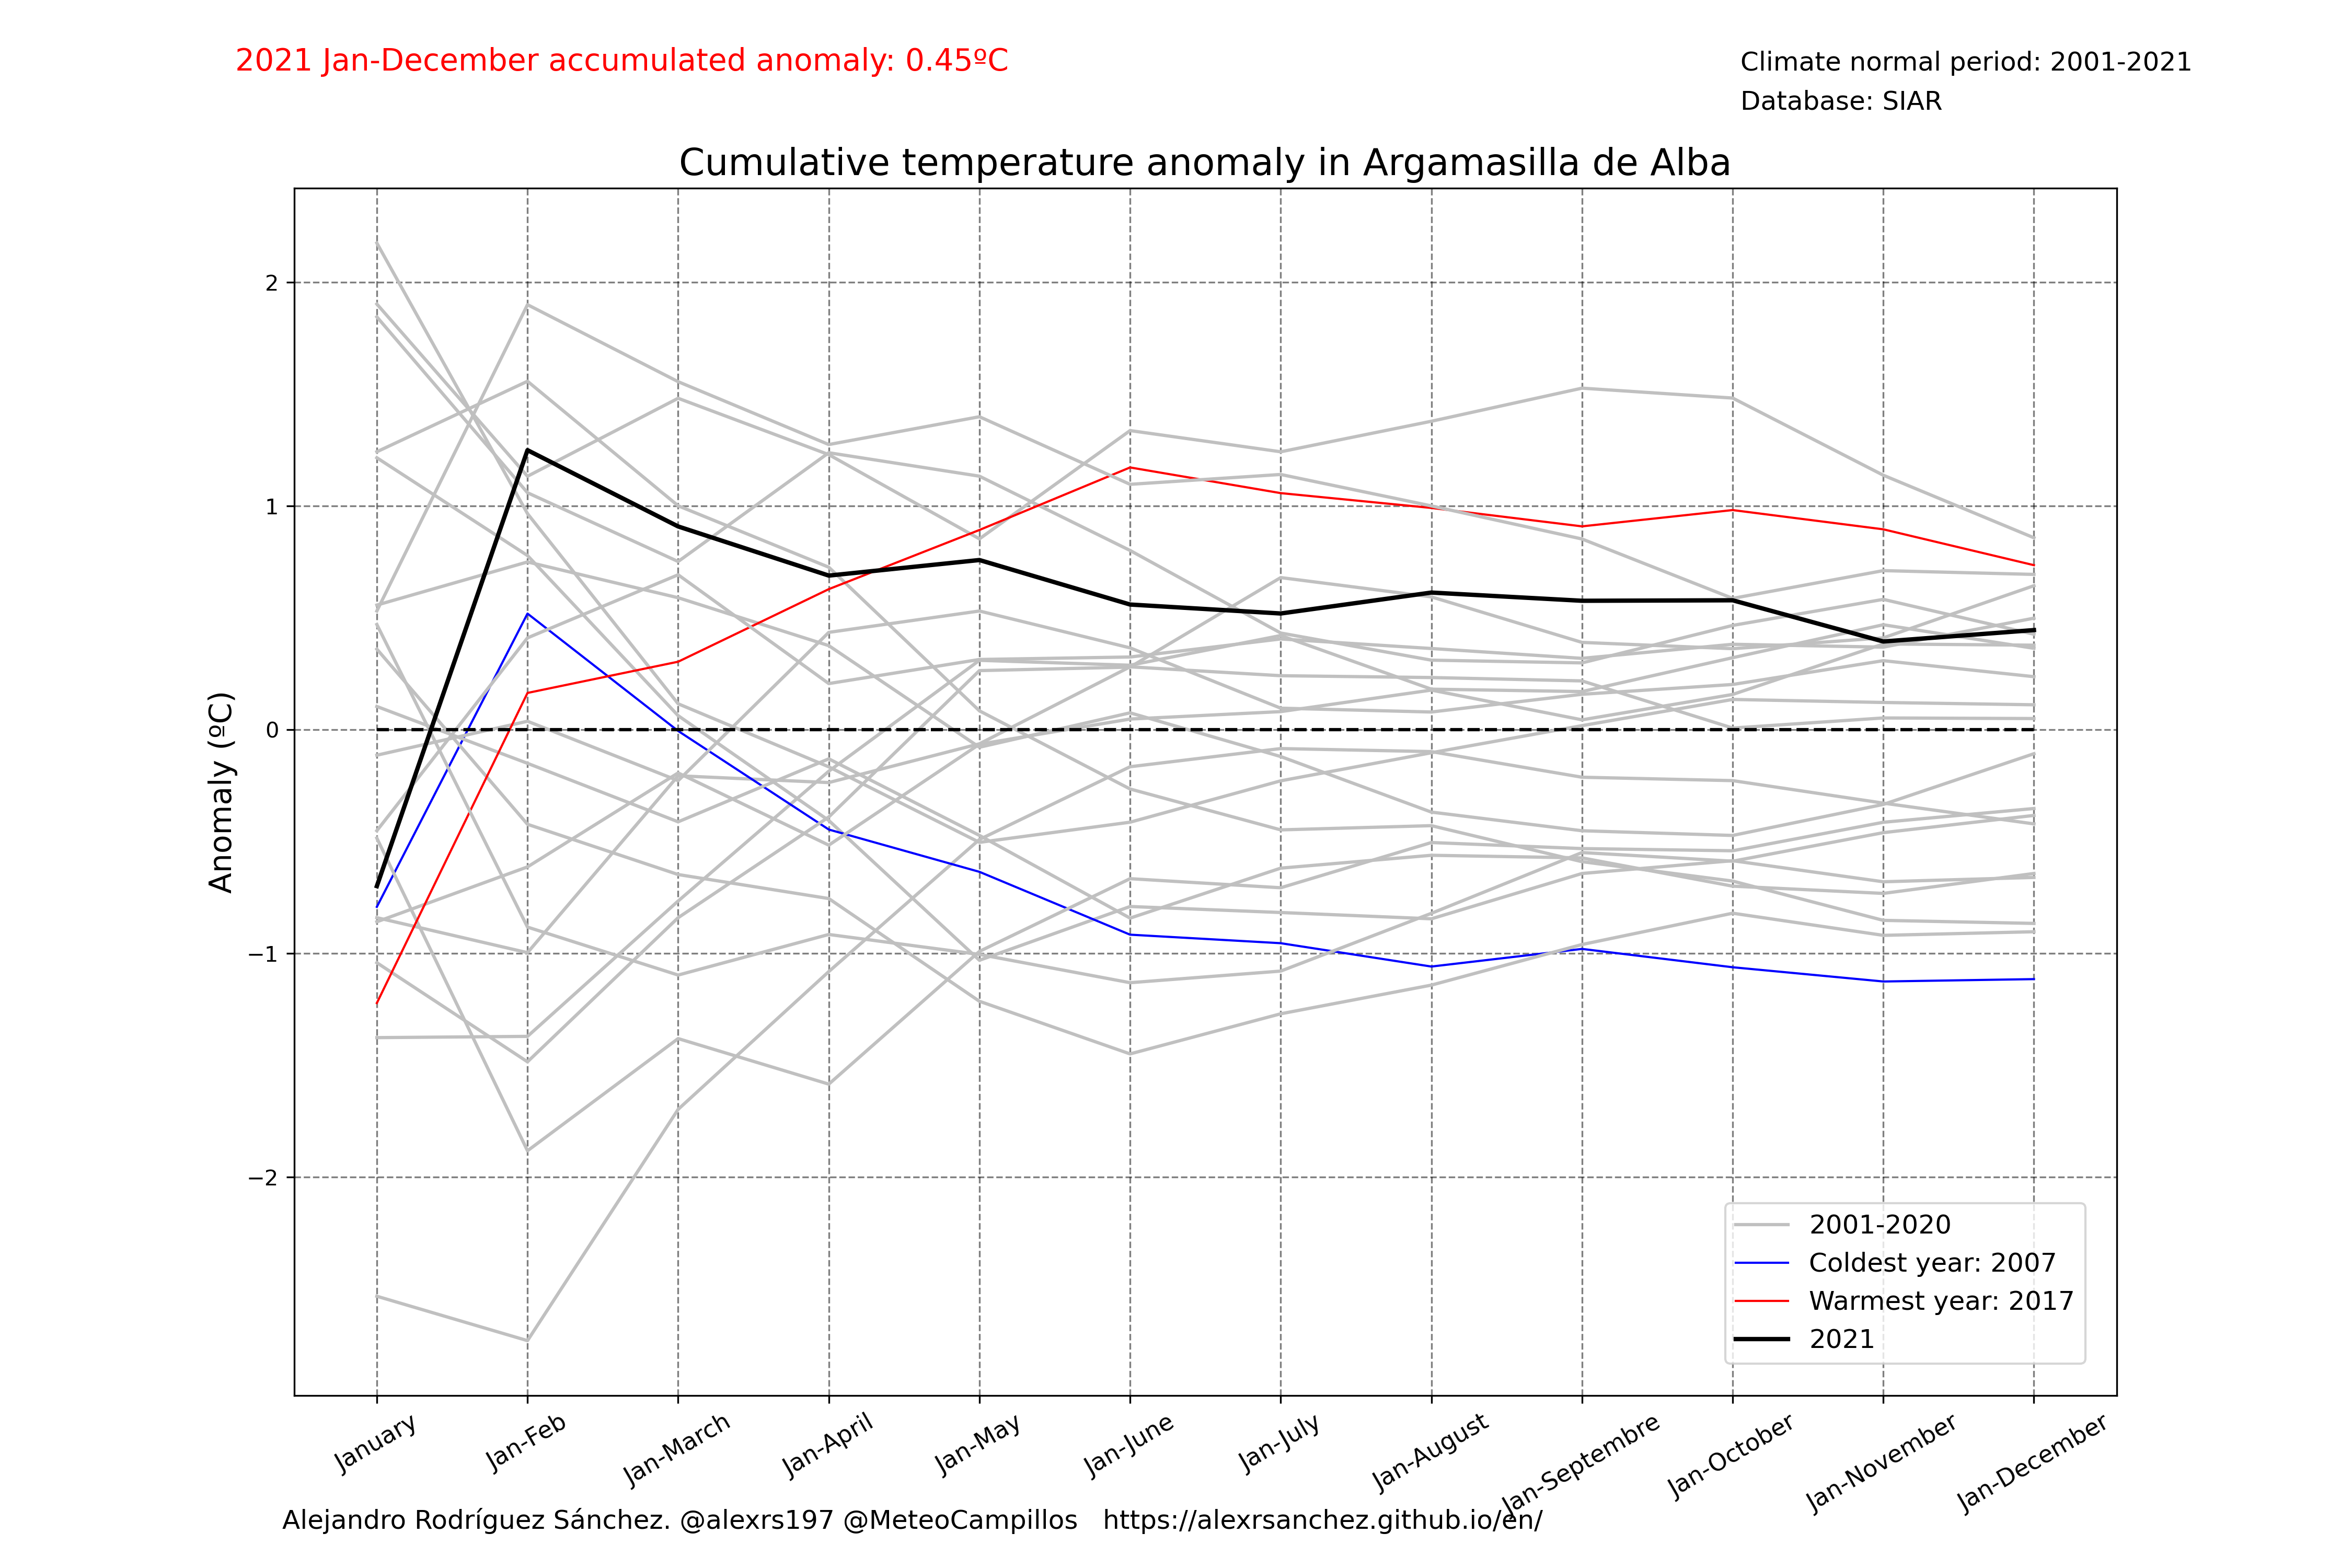 2021 Jan-December accumulated anomaly: 0.45ºC
Climate normal period: 2001-2021
Database: SIAR
Cumulative temperature anomaly in Argamasilla de Alba
Anomaly (ºC)
2
1
0
−1
−2
2001-2020
Coldest year: 2007
Warmest year: 2017
2021
January
Jan-Feb
Jan-March
Jan-April
Jan-May
Jan-June
Jan-July
Jan-August
Jan-Septembre
Jan-October
Jan-November
Jan-December
Alejandro Rodríguez Sánchez. @alexrs197 @MeteoCampillos   https://alexrsanchez.github.io/en/